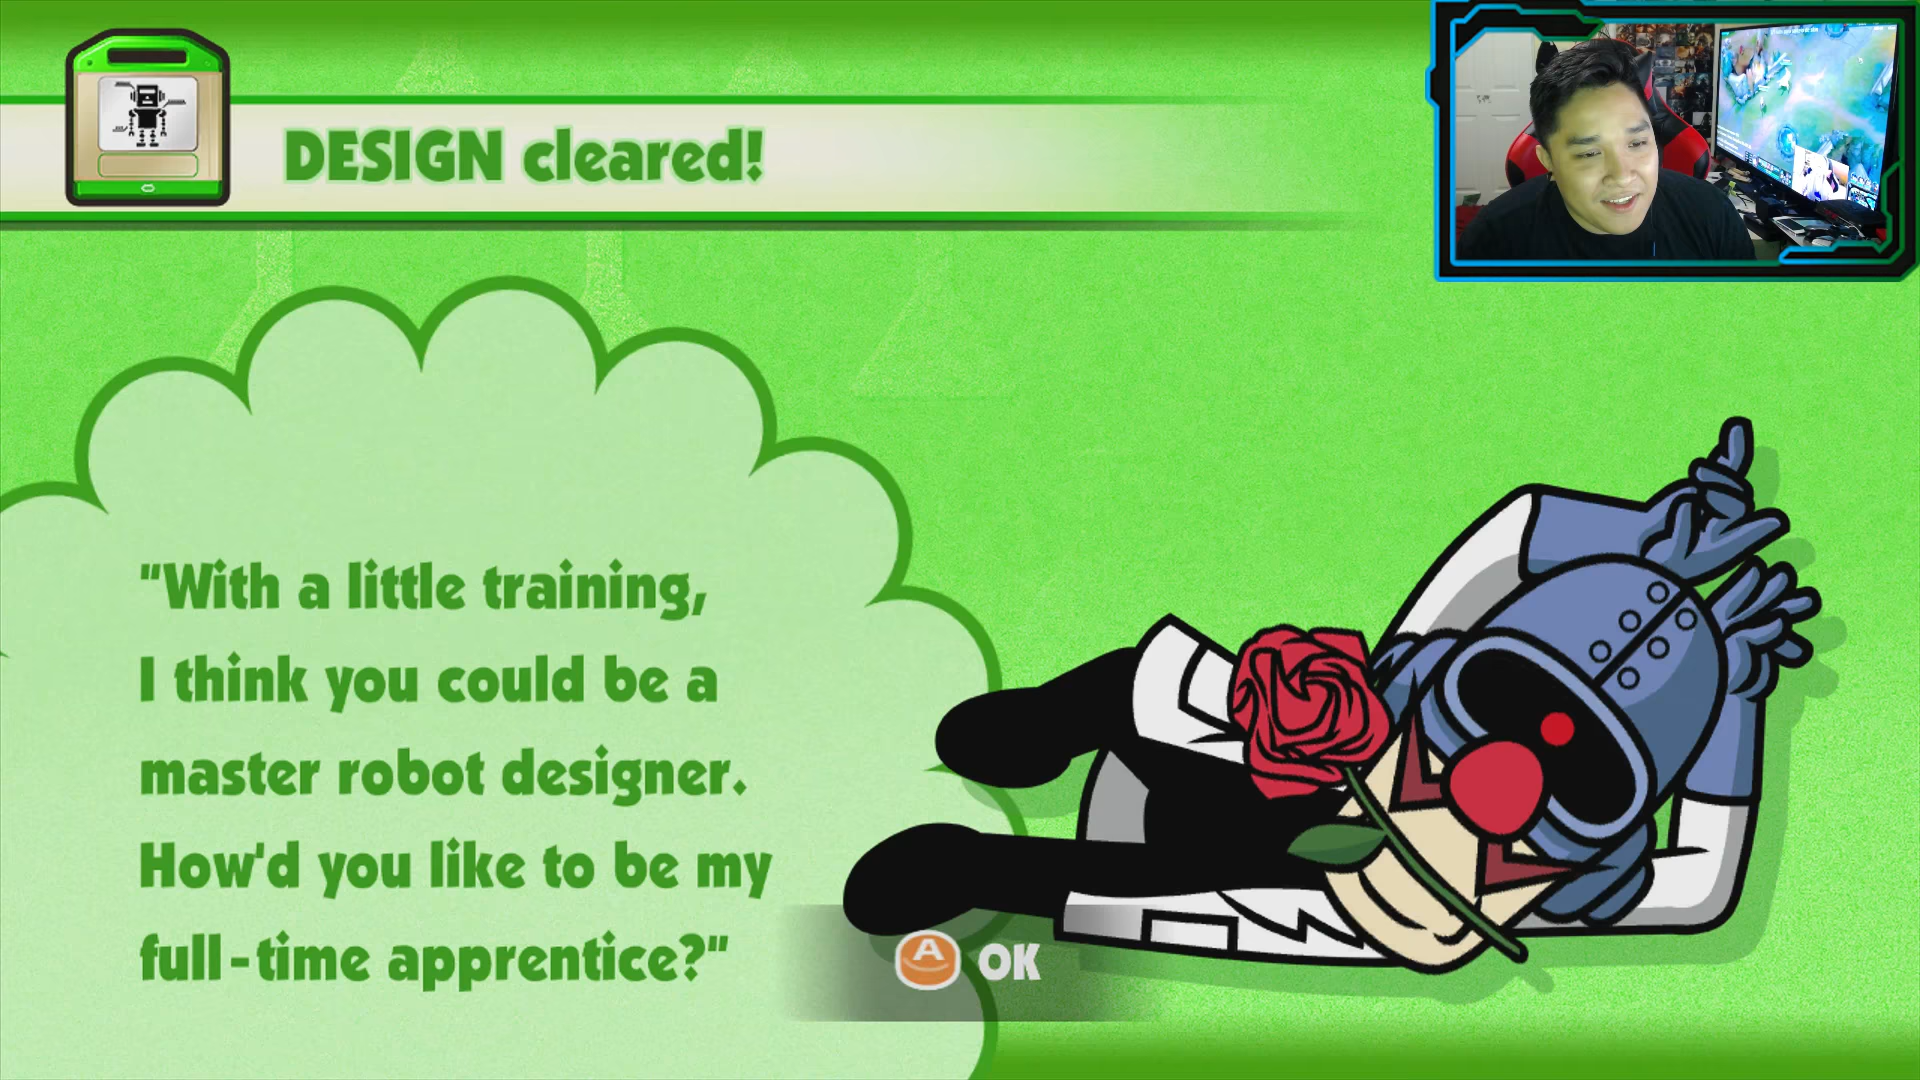 DESIGN cleared!
"With a little training,
I think you could be a
master robot designer.
How'd you like to be my
full-time apprentice?"
A OK